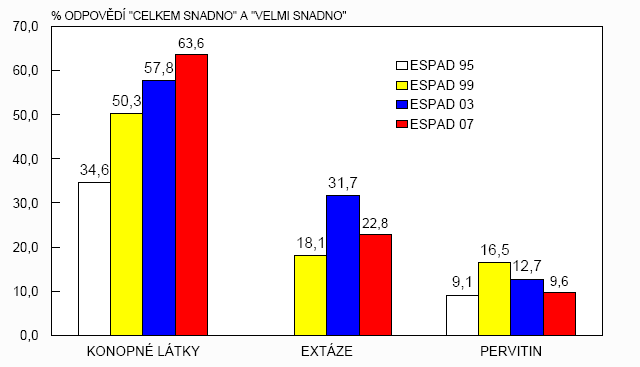 % ODPOVĚDÍ "CELKEM SNADNO" A "VELMI SNADNO"
70,0
60,0
50,0
40,0
30,0
20,0
10,0
0,0
34,6
50,3
57,8
63,6
18,1
31,7
22,8
9,1
16,5
12,7
9,6
ESPAD 95
ESPAD 99
ESPAD 03
ESPAD 07
KONOPNÉ LÁTKY
EXTÁZE
PERVITIN